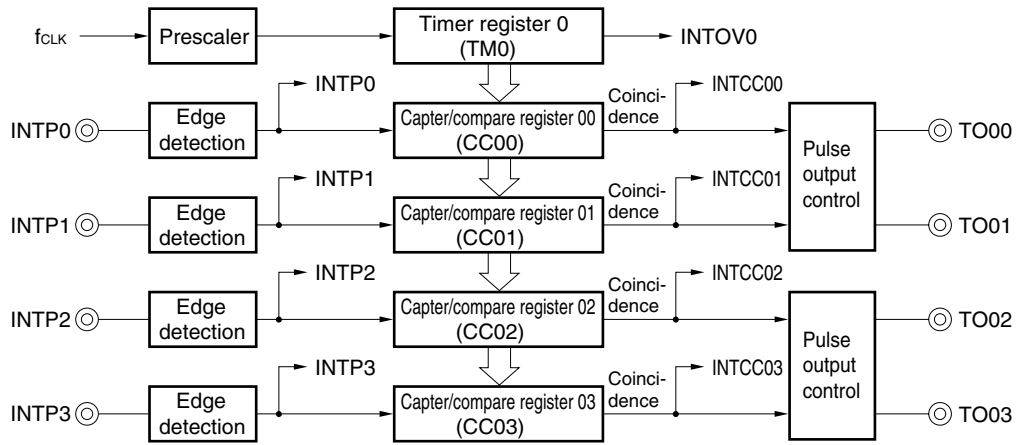 fCLK
Prescaler
Timer register 0
(TM0)
INTOV0
INTP0
Edge
detection
INTP0
Capter/compare register 00
(CC00)
Coinci-
dence
INTCC00
TO00
INTP1
Edge
detection
INTP1
Capter/compare register 01
(CC01)
Coinci-
dence
INTCC01
Pulse
output
control
TO01
INTP2
Edge
detection
INTP2
Capter/compare register 02
(CC02)
Coinci-
dence
INTCC02
TO02
INTP3
Edge
detection
INTP3
Capter/compare register 03
(CC03)
Coinci-
dence
INTCC03
Pulse
output
control
TO03